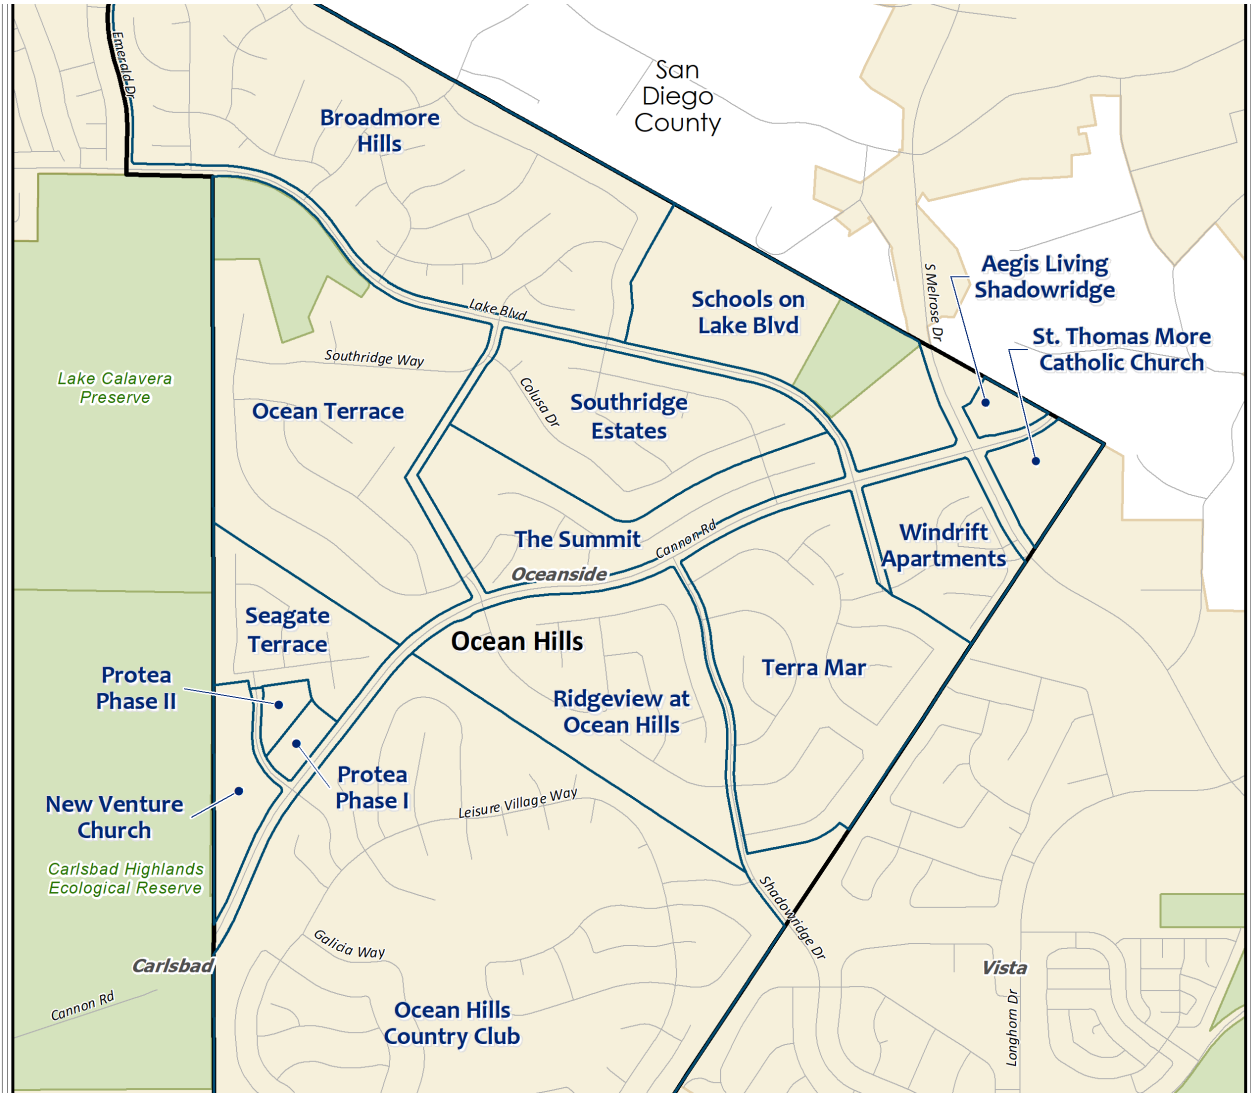 Emerald Dr
San
Diego
County
Broadmore
Hills
Aegis Living
Shadowridge
S Melrose Dr
Schools on
Lake Blvd
Lake Blvd
St. Thomas More
Catholic Church
Southridge Way
Lake Calavera
Preserve
Colusa Dr
Ocean Terrace
Southridge
Estates
The Summit
Cannon Rd
Windrift
Apartments
Oceanside
Seagate
Terrace
Ocean Hills
Terra Mar
Protea
Phase II
Ridgeview at
Ocean Hills
Protea
Phase I
New Venture
Church
Leisure Village Way
Carlsbad Highlands
Ecological Reserve
Shadowridge Dr
Galicia Way
Carlsbad
Vista
Cannon Rd
Longhorn Dr
Ocean Hills
Country Club